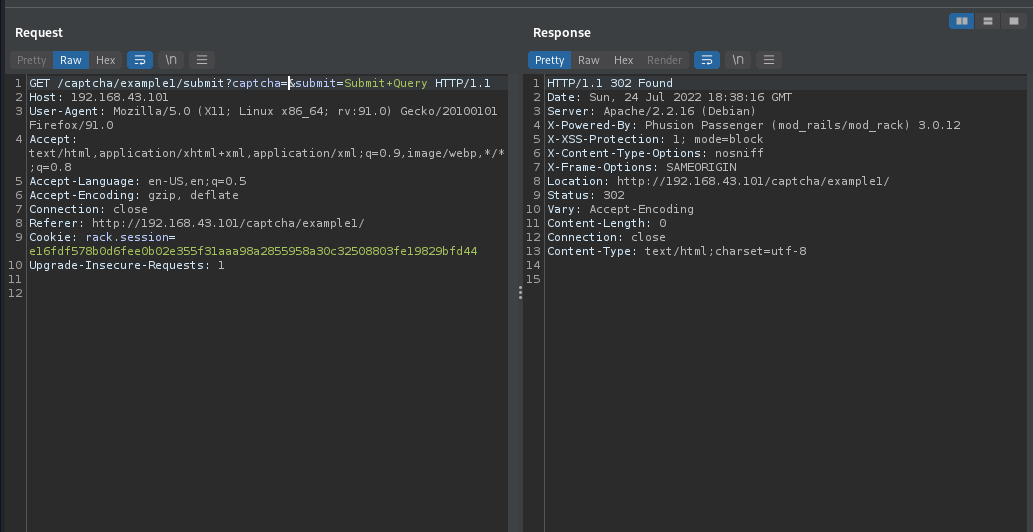 Request
Pretty Raw Hex \n
1 GET /captcha/example1/submit?captcha=&submit=Submit+Query HTTP/1.1
2 Host: 192.168.43.101
3 User-Agent: Mozilla/5.0 (X11; Linux x86_64; rv:91.0) Gecko/20100101
Firefox/91.0
4 Accept:
text/html,application/xhtml+xml,application/xml;q=0.9,image/webp,*/*
;q=0.8
5 Accept-Language: en-US,en;q=0.5
6 Accept-Encoding: gzip, deflate
7 Connection: close
8 Referer: http://192.168.43.101/captcha/example1/
9 Cookie: rack.session=
e16fdf578b0d6fee0b02e355f31aaa98a2855958a30c32508803fe19829bfd44
10 Upgrade-Insecure-Requests: 1
11
12
Response
Pretty Raw Hex Render \n
1 HTTP/1.1 302 Found
2 Date: Sun, 24 Jul 2022 18:38:16 GMT
3 Server: Apache/2.2.16 (Debian)
4 X-Powered-By: Phusion Passenger (mod_rails/mod_rack) 3.0.12
5 X-XSS-Protection: 1; mode=block
6 X-Content-Type-Options: nosniff
7 X-Frame-Options: SAMEORIGIN
8 Location: http://192.168.43.101/captcha/example1/
9 Status: 302
10 Vary: Accept-Encoding
11 Content-Length: 0
12 Connection: close
13 Content-Type: text/html;charset=utf-8
14
15